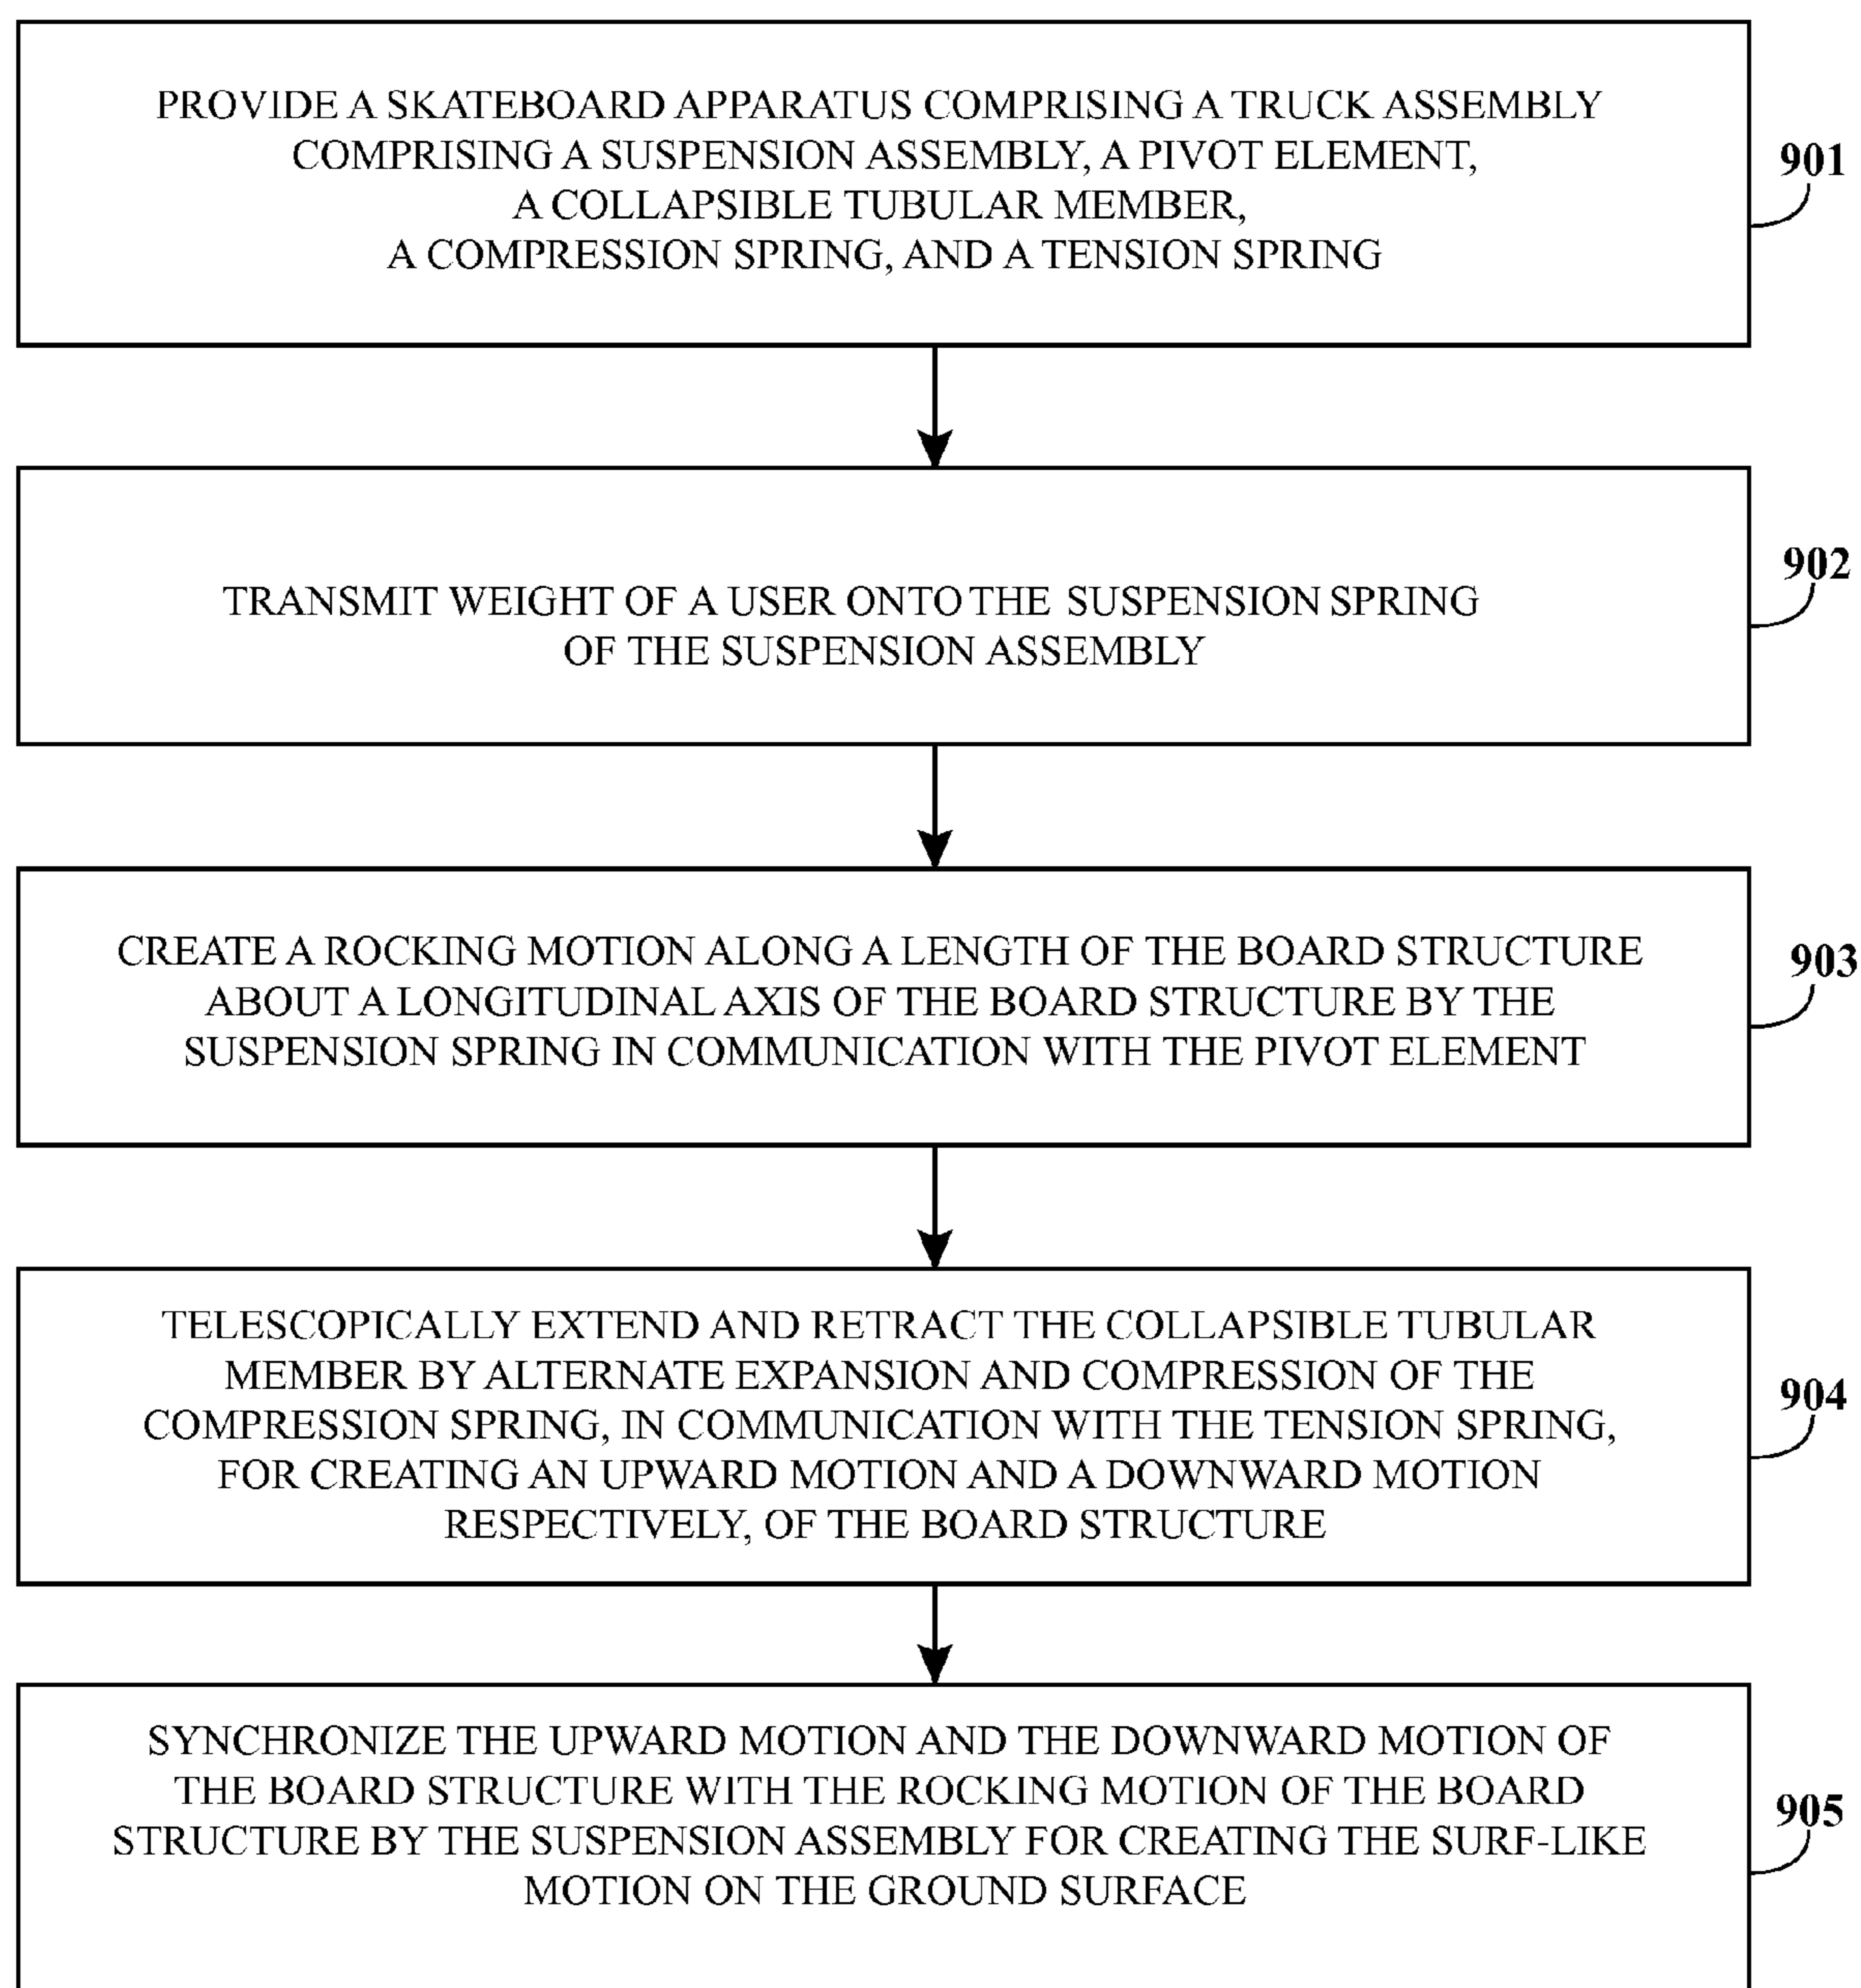 PROVIDE A SKATEBOARD APPARATUS COMPRISING A TRUCK ASSEMBLY
COMPRISING A SUSPENSION ASSEMBLY, A PIVOT ELEMENT,
A COLLAPSIBLE TUBULAR MEMBER,
A COMPRESSION SPRING, AND A TENSION SPRING
901
TRANSMIT WEIGHT OF A USER ONTO THE SUSPENSION SPRING
OF THE SUSPENSION ASSEMBLY
902
CREATE A ROCKING MOTION ALONG A LENGTH OF THE BOARD STRUCTURE
ABOUT A LONGITUDINAL AXIS OF THE BOARD STRUCTURE BY THE
SUSPENSION SPRING IN COMMUNICATION WITH THE PIVOT ELEMENT
903
TELESCOPICALLY EXTEND AND RETRACT THE COLLAPSIBLE TUBULAR
MEMBER BY ALTERNATE EXPANSION AND COMPRESSION OF THE
COMPRESSION SPRING, IN COMMUNICATION WITH THE TENSION SPRING,
FOR CREATING AN UPWARD MOTION AND A DOWNWARD MOTION
RESPECTIVELY, OF THE BOARD STRUCTURE
904
SYNCHRONIZE THE UPWARD MOTION AND THE DOWNWARD MOTION OF
THE BOARD STRUCTURE WITH THE ROCKING MOTION OF THE BOARD
STRUCTURE BY THE SUSPENSION ASSEMBLY FOR CREATING THE SURF-LIKE
MOTION ON THE GROUND SURFACE
905